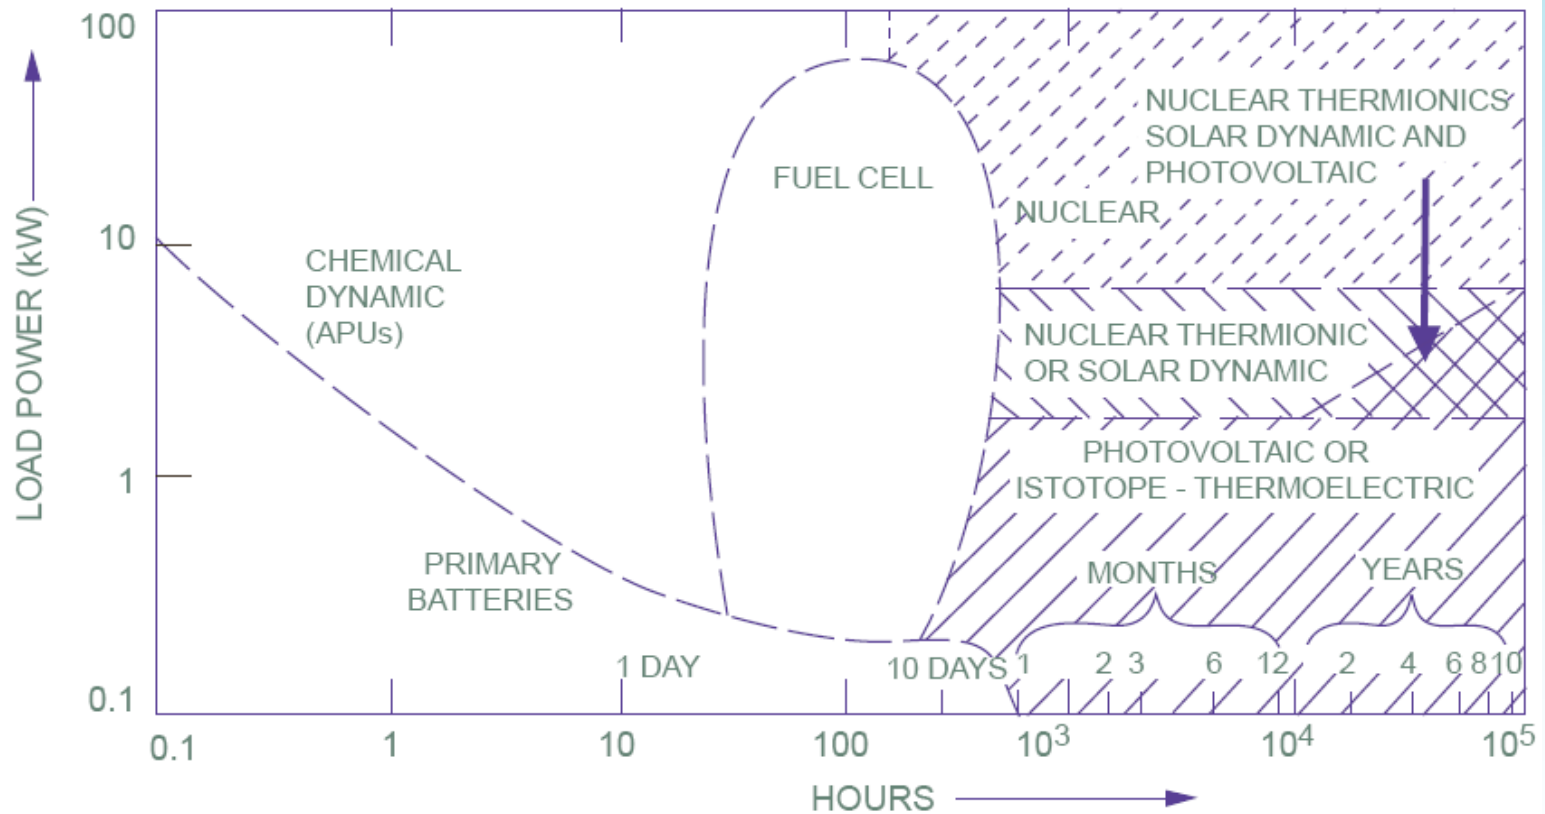 LOAD POWER (kW)
100
10
1
0.1
CHEMICAL
DYNAMIC
(APUs)
FUEL CELL
NUCLEAR THERMIONICS
SOLAR DYNAMIC AND
PHOTOVOLTAIC
NUCLEAR
NUCLEAR THERMIONIC
OR SOLAR DYNAMIC
PHOTOVOLTAIC OR
ISTOTOPE - THERMOELECTRIC
PRIMARY
BATTERIES
MONTHS
YEARS
1 DAY
10 DAYS
1 2 3 6 12
2 4 6 8 10
0.1 1 10 100 10³ 10⁴ 10⁵
HOURS